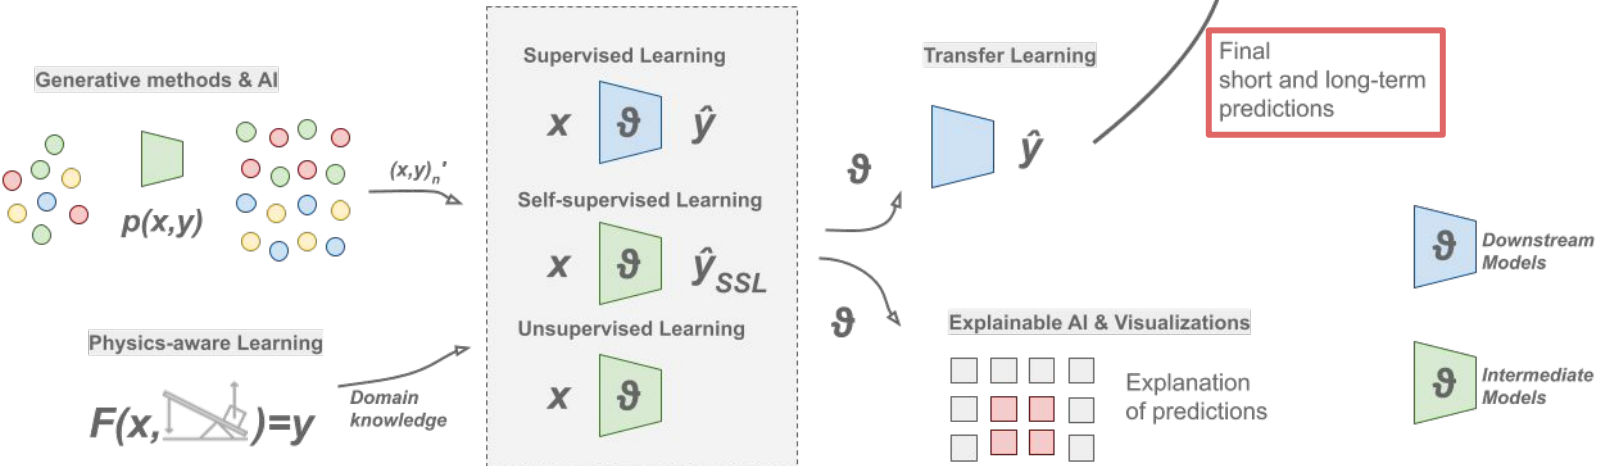 Generative methods & AI
p(x,y)
(x,y)n'
Physics-aware Learning
F(x, )=y
Domain
knowledge
Supervised Learning
x ϑ ŷ
Self-supervised Learning
x ϑ ŷSSL
Unsupervised Learning
x ϑ
ϑ
ϑ
Transfer Learning
ŷ
Final
short and long-term
predictions
Explainable AI & Visualizations
Explanation
of predictions
ϑ
Downstream
Models
ϑ
Intermediate
Models